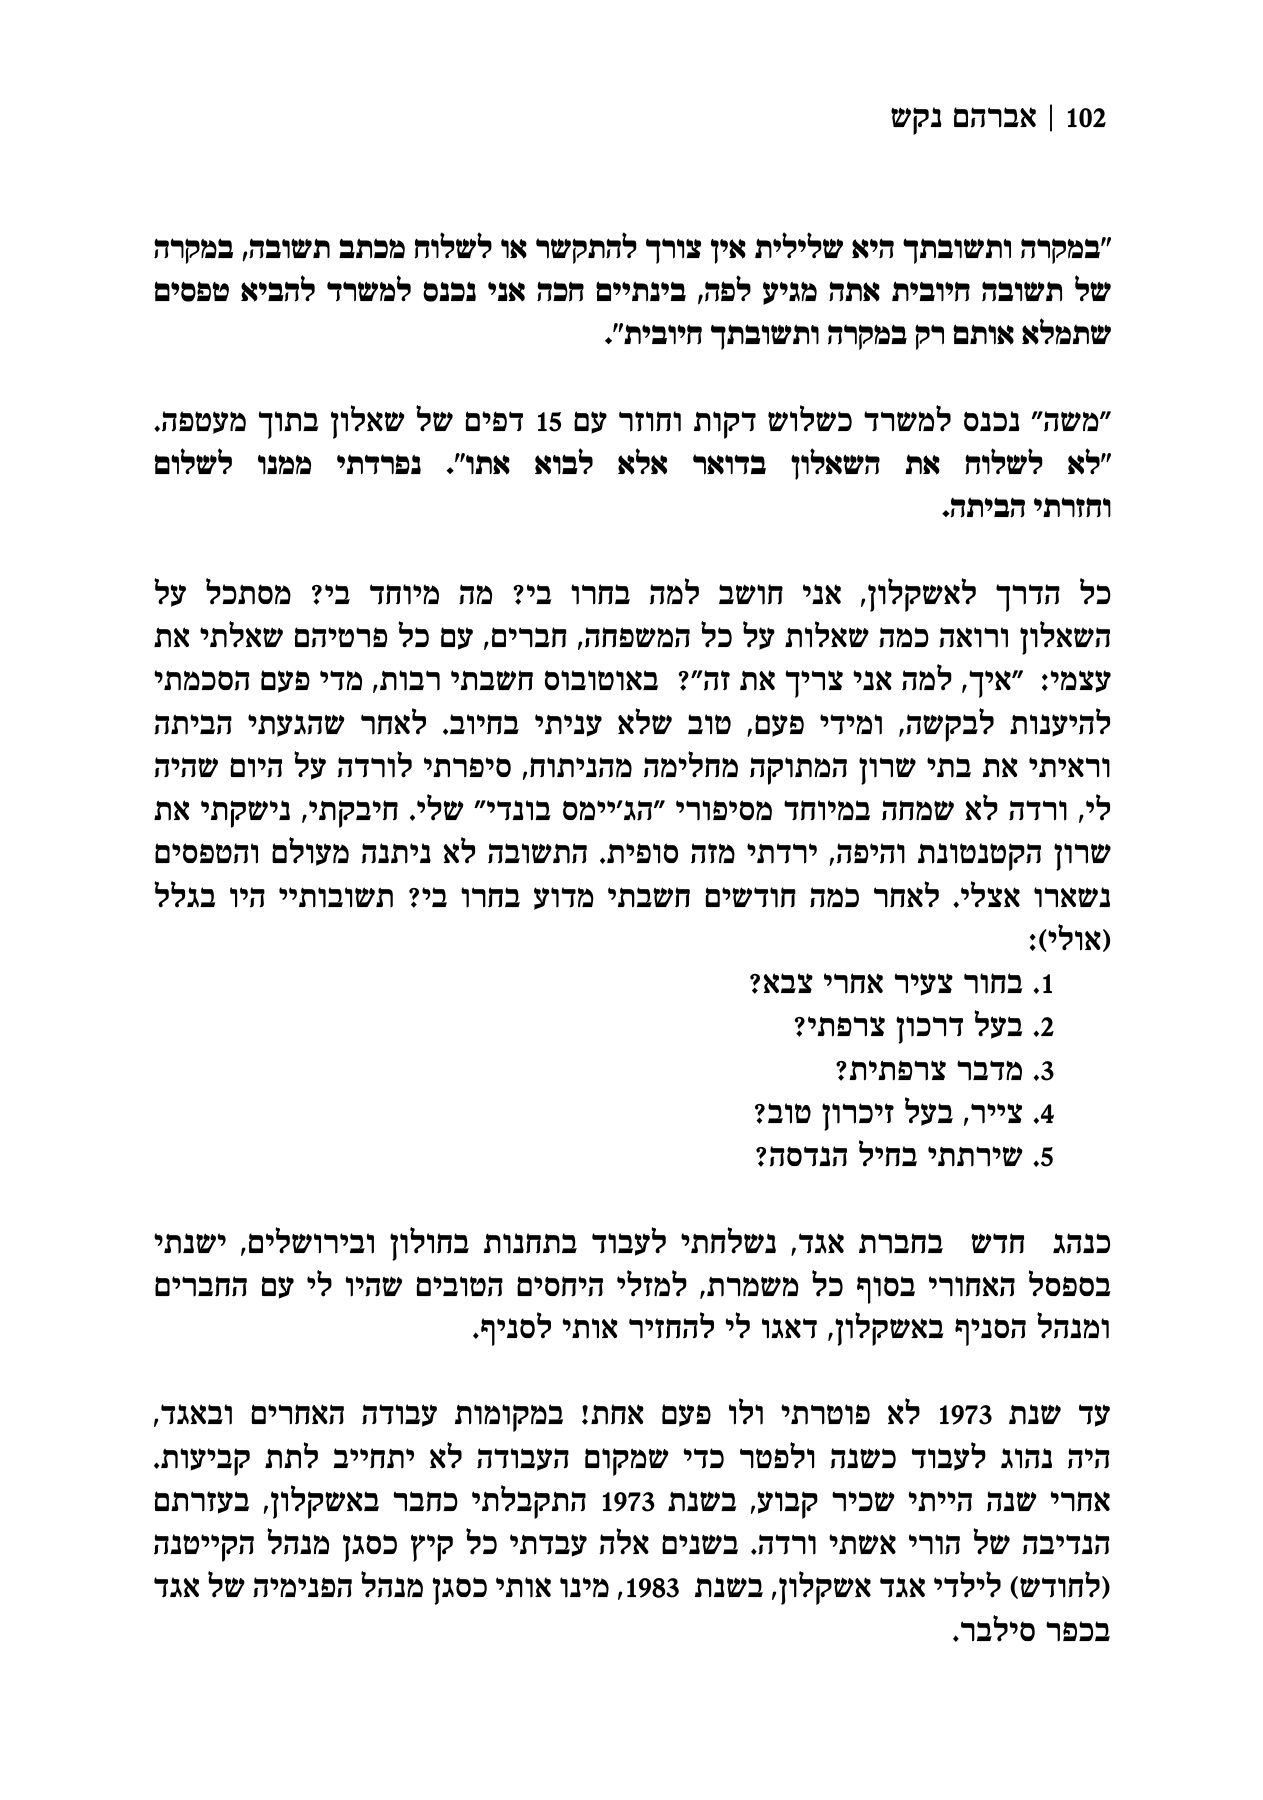 102 | אברהם נקש
"במקרה ותשובתך היא שלילית אין צורך להתקשר או לשלוח מכתב תשובה, במקרה
של תשובה חיובית אתה מגיע לפה, בינתיים חכה אני נכנס למשרד להביא טפסים
שתמלא אותם רק במקרה ותשובתך חיובית".
"משה" נכנס למשרד כשלוש דקות וחוזר עם 15 דפים של שאלון בתוך מעטפה.
"לא לשלוח את השאלון בדואר אלא לבוא אתו". נפרדתי ממנו לשלום
וחזרתי הביתה.
כל הדרך לאשקלון, אני חושב למה בחרו בי? מה מיוחד בי? מסתכל על
השאלון ורואה כמה שאלות על כל המשפחה, חברים, עם כל פרטיהם שאלתי את
עצמי: "איך, למה אני צריך את זה"? באוטובוס חשבתי רבות, מדי פעם הסכמתי
להיענות לבקשה, ומידי פעם, טוב שלא עניתי בחיוב. לאחר שהגעתי הביתה
וראיתי את בתי שרון המתוקה מחלימה מהניתוח, סיפרתי לורדה על היום שהיה
לי, ורדה לא שמחה במיוחד מסיפורי "הג'יימס בונדי" שלי. חיבקתי, נישקתי את
שרון הקטנטונת והיפה, ירדתי מזה סופית. התשובה לא ניתנה מעולם והטפסים
נשארו אצלי. לאחר כמה חודשים חשבתי מדוע בחרו בי? תשובותיי היו בגלל
(אולי):
1. בחור צעיר אחרי צבא?
2. בעל דרכון צרפתי?
3. מדבר צרפתית?
4. צייר, בעל זיכרון טוב?
5. שירתתי בחיל הנדסה?
כנהג חדש בחברת אגד, נשלחתי לעבוד בתחנות בחולון ובירושלים, ישנתי
בספסל האחורי בסוף כל משמרת, למזלי היחסים הטובים שהיו לי עם החברים
ומנהל הסניף באשקלון, דאגו לי להחזיר אותי לסניף.
עד שנת 1973 לא פוטרתי ולו פעם אחת! במקומות עבודה האחרים ובאגד,
היה נהוג לעבוד כשנה ולפטר כדי שמקום העבודה לא יתחייב לתת קביעות.
אחרי שנה הייתי שכיר קבוע, בשנת 1973 התקבלתי כחבר באשקלון, בעזרתם
הנדיבה של הורי אשתי ורדה. בשנים אלה עבדתי כל קיץ כסגן מנהל הקייטנה
(לחודש) לילדי אגד אשקלון, בשנת 1983, מינו אותי כסגן מנהל הפנימיה של אגד
בכפר סילבר.